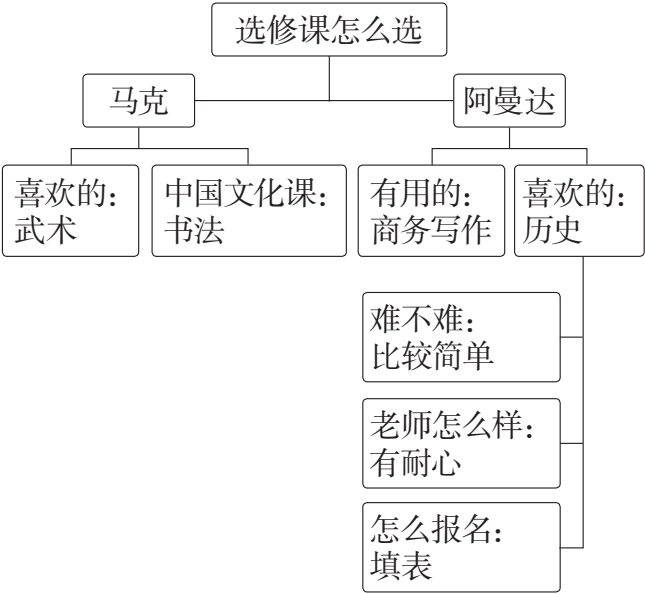 选修课怎么选
马克
阿曼达
喜欢的：
武术
中国文化课：
书法
有用的：
商务写作
喜欢的：
历史
难不难：
比较简单
老师怎么样：
有耐心
怎么报名：
填表